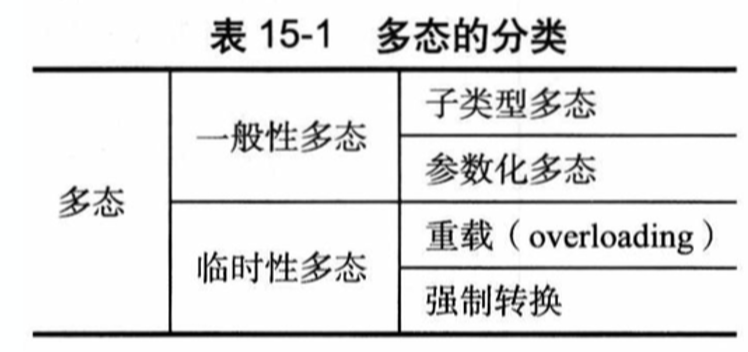 表 15-1 多态的分类
多态
一般性多态
子类型多态
参数化多态
临时性多态
重载（overloading）
强制转换